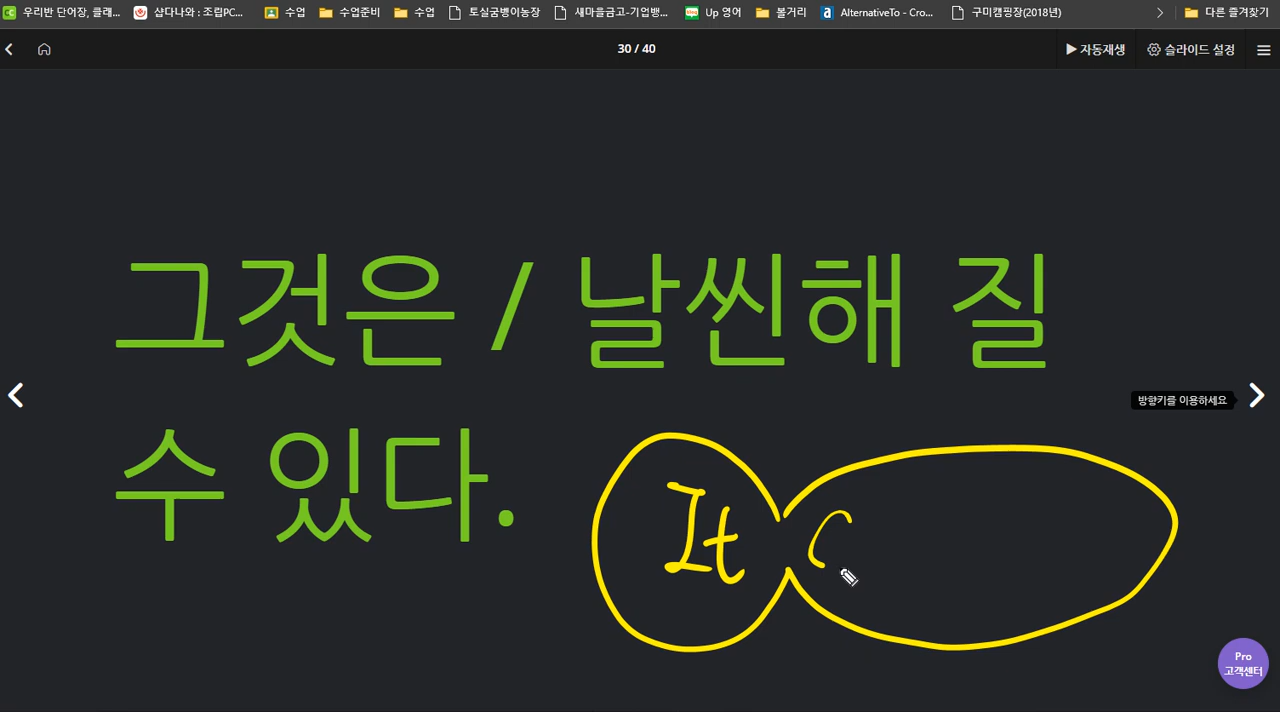 우리반 단어장, 클래... 샵다나와 : 조립PC... 수업 수업준비 수업 토실굼뱅이농장 새마을금고-기업뱅... Up 영어 볼거리 AlternativeTo - Cro... 구미캠핑장(2018년) 다른 즐겨찾기
30 / 40 자동재생 슬라이드 설정
그것은 / 날씬해 질
방향키를 이용하세요
수 있다.
It c
Pro
고객센터